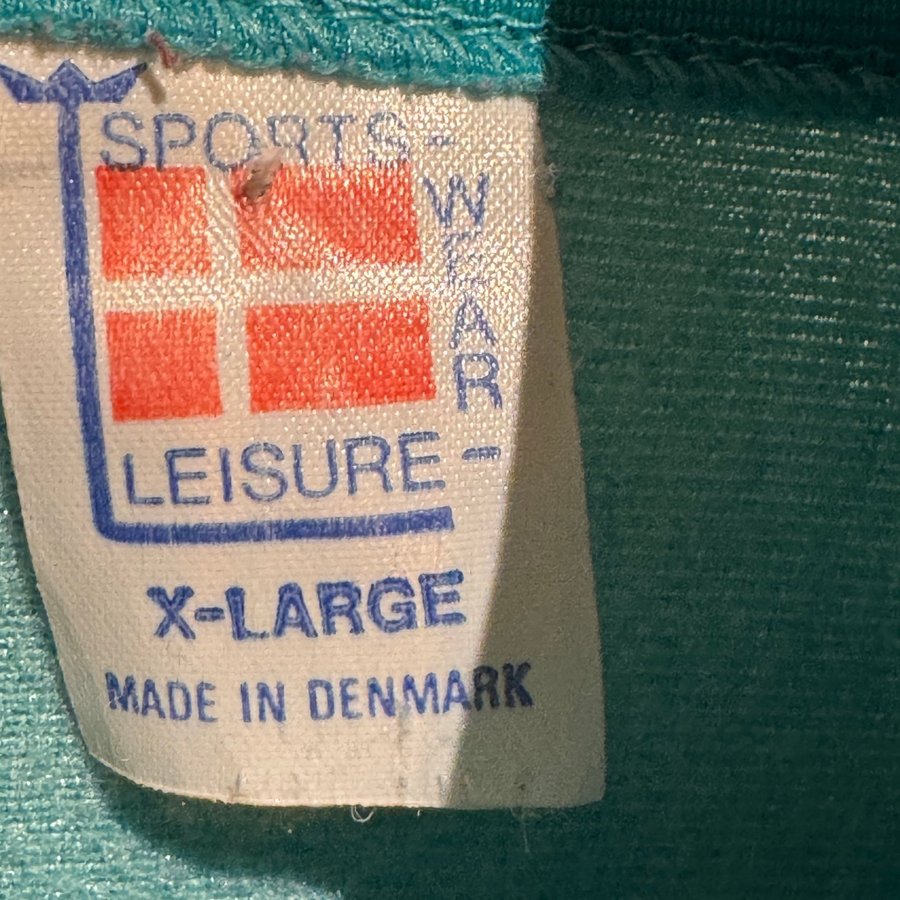 SPORTS-
WEAR
LEISURE-
X-LARGE
MADE IN DENMARK